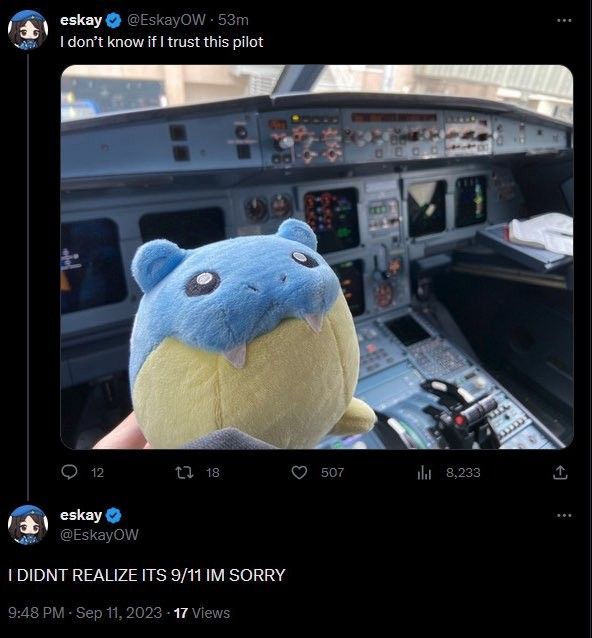 eskay @EskayOW · 53m
I don't know if I trust this pilot
12 18 507 8,233
eskay
@EskayOW
I DIDNT REALIZE ITS 9/11 IM SORRY
9:48 PM · Sep 11, 2023 · 17 Views